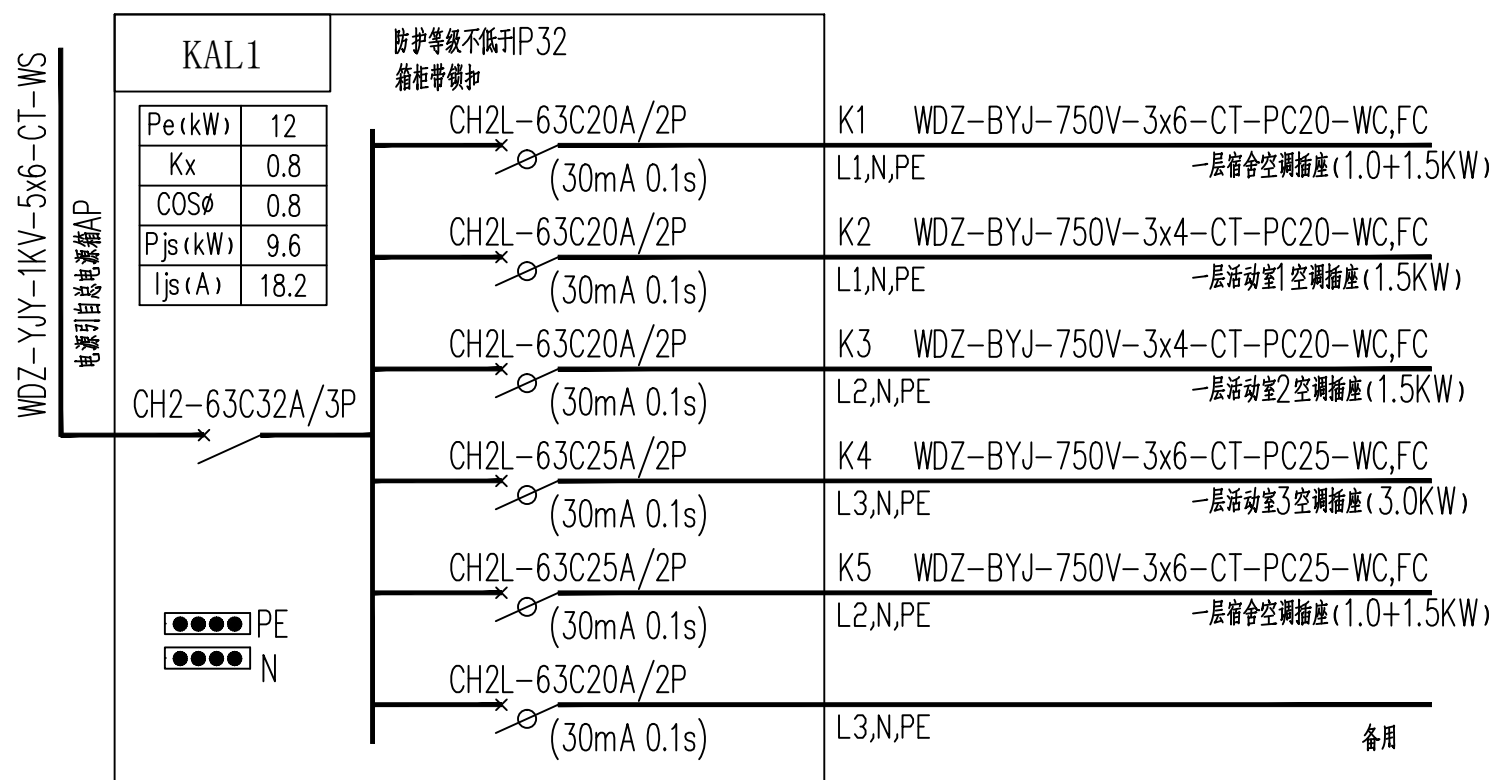 WDZ-YJY-1KV-5x6-CT-WS
电源引自总电源箱AP
KAL1
防护等级不低于IP32
箱柜带锁扣
Pe(kW) 12
Kx 0.8
COSø 0.8
Pjs(kW) 9.6
Ijs(A) 18.2
CH2-63C32A/3P
PE
N
CH2L-63C20A/2P
(30mA 0.1s)
K1 WDZ-BYJ-750V-3x6-CT-PC20-WC,FC
L1,N,PE 一层宿舍空调插座(1.0+1.5KW)
CH2L-63C20A/2P
(30mA 0.1s)
K2 WDZ-BYJ-750V-3x4-CT-PC20-WC,FC
L1,N,PE 一层活动室1空调插座(1.5KW)
CH2L-63C20A/2P
(30mA 0.1s)
K3 WDZ-BYJ-750V-3x4-CT-PC20-WC,FC
L2,N,PE 一层活动室2空调插座(1.5KW)
CH2L-63C25A/2P
(30mA 0.1s)
K4 WDZ-BYJ-750V-3x6-CT-PC25-WC,FC
L3,N,PE 一层活动室3空调插座(3.0KW)
CH2L-63C25A/2P
(30mA 0.1s)
K5 WDZ-BYJ-750V-3x6-CT-PC25-WC,FC
L2,N,PE 一层宿舍空调插座(1.0+1.5KW)
CH2L-63C20A/2P
(30mA 0.1s)
L3,N,PE 备用